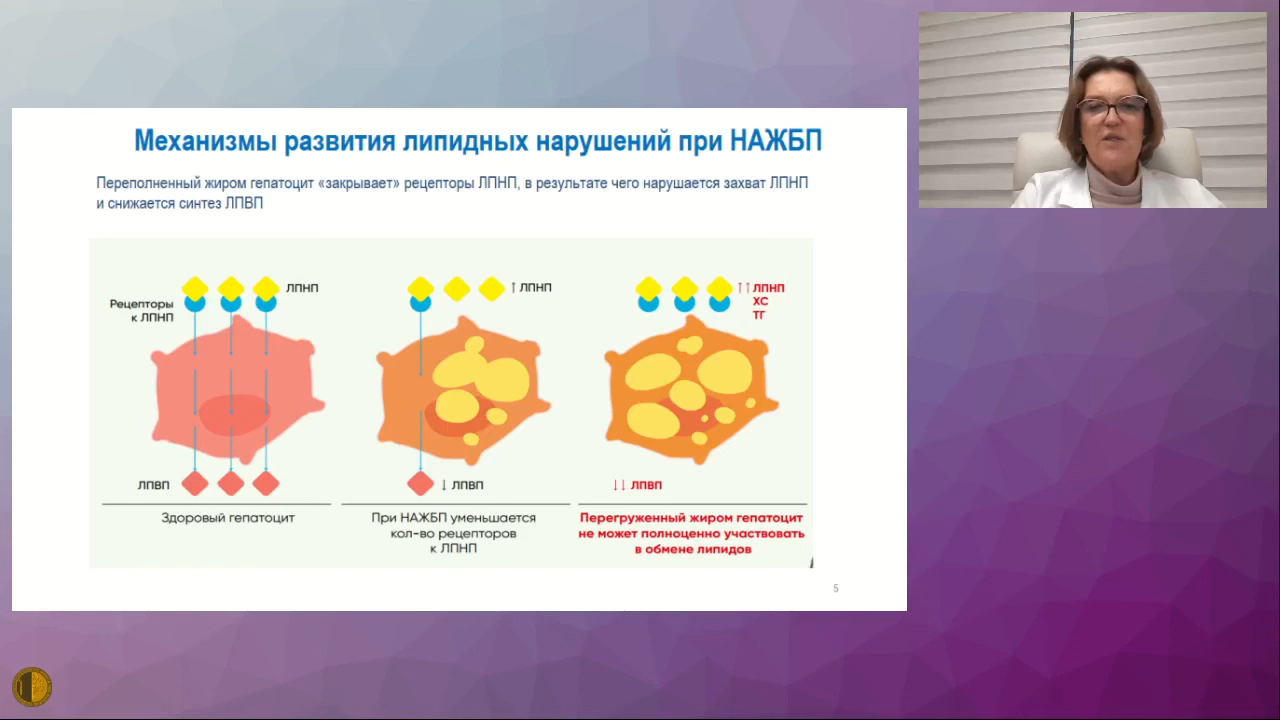 Механизмы развития липидных нарушений при НАЖБП
Переполненный жиром гепатоцит «закрывает» рецепторы ЛПНП, в результате чего нарушается захват ЛПНП
и снижается синтез ЛПВП
Рецепторы
к ЛПНП
ЛПНП
ЛПВП
Здоровый гепатоцит
↑ ЛПНП
↓ ЛПВП
При НАЖБП уменьшается
кол-во рецепторов
к ЛПНП
↑↑ ЛПНП
ХС
ТГ
↓↓ ЛПВП
Перегруженный жиром гепатоцит
не может полноценно участвовать
в обмене липидов
5